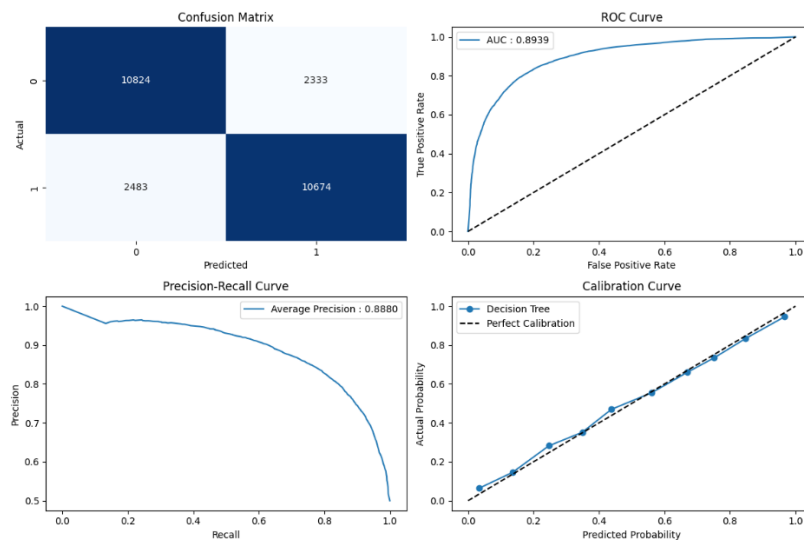 Confusion Matrix
Actual
0
10824
2333
1
2483
10674
0
1
Predicted
ROC Curve
AUC : 0.8939
True Positive Rate
1.0
0.8
0.6
0.4
0.2
0.0
0.0 0.2 0.4 0.6 0.8 1.0
False Positive Rate
Precision-Recall Curve
Average Precision : 0.8880
Precision
1.0
0.9
0.8
0.7
0.6
0.5
0.0 0.2 0.4 0.6 0.8 1.0
Recall
Calibration Curve
Decision Tree
Perfect Calibration
Actual Probability
1.0
0.8
0.6
0.4
0.2
0.0
0.0 0.2 0.4 0.6 0.8 1.0
Predicted Probability